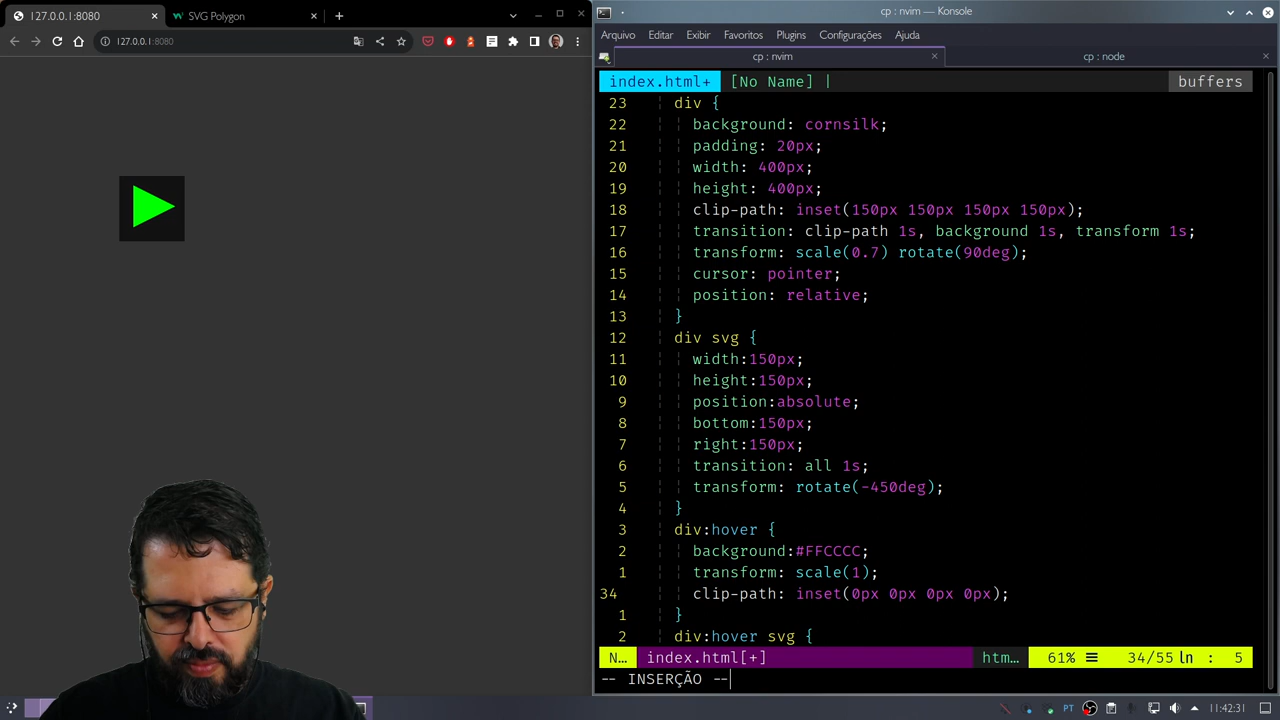 127.0.0.1:8080
SVG Polygon
127.0.0.1:8080
cp : nvim — Konsole
Arquivo Editar Exibir Favoritos Plugins Configurações Ajuda
cp : nvim
cp : node
index.html+ [No Name] | buffers
23 div {
22 background: cornsilk;
21 padding: 20px;
20 width: 400px;
19 height: 400px;
18 clip-path: inset(150px 150px 150px 150px);
17 transition: clip-path 1s, background 1s, transform 1s;
16 transform: scale(0.7) rotate(90deg);
15 cursor: pointer;
14 position: relative;
13 }
12 div svg {
11 width:150px;
10 height:150px;
9 position:absolute;
8 bottom:150px;
7 right:150px;
6 transition: all 1s;
5 transform: rotate(-450deg);
4 }
3 div:hover {
2 background:#FFCCCC;
1 transform: scale(1);
34 clip-path: inset(0px 0px 0px 0px);
1 }
2 div:hover svg {
N… index.html[+] htm… 61% ☰ 34/55 ln : 5
-- INSERÇÃO --
PT 11:42:31